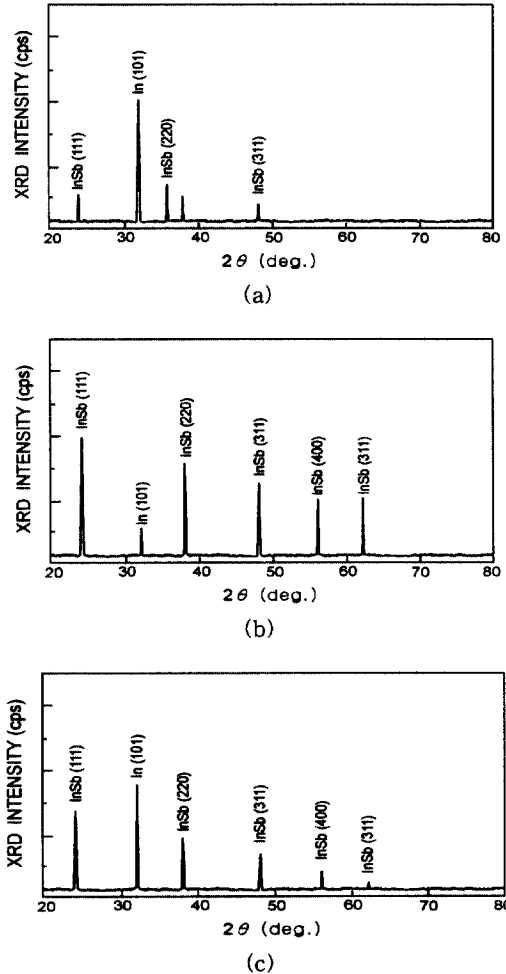 XRD INTENSITY (cps)
InSb (111)
In (101)
InSb (220)
InSb (311)
20 30 40 50 60 70 80
2θ (deg.)
(a)
XRD INTENSITY (cps)
InSb (111)
In (101)
InSb (220)
InSb (311)
InSb (400)
InSb (311)
20 30 40 50 60 70 80
2θ (deg.)
(b)
XRD INTENSITY (cps)
InSb (111)
In (101)
InSb (220)
InSb (311)
InSb (400)
InSb (311)
20 30 40 50 60 70 80
2θ (deg.)
(c)